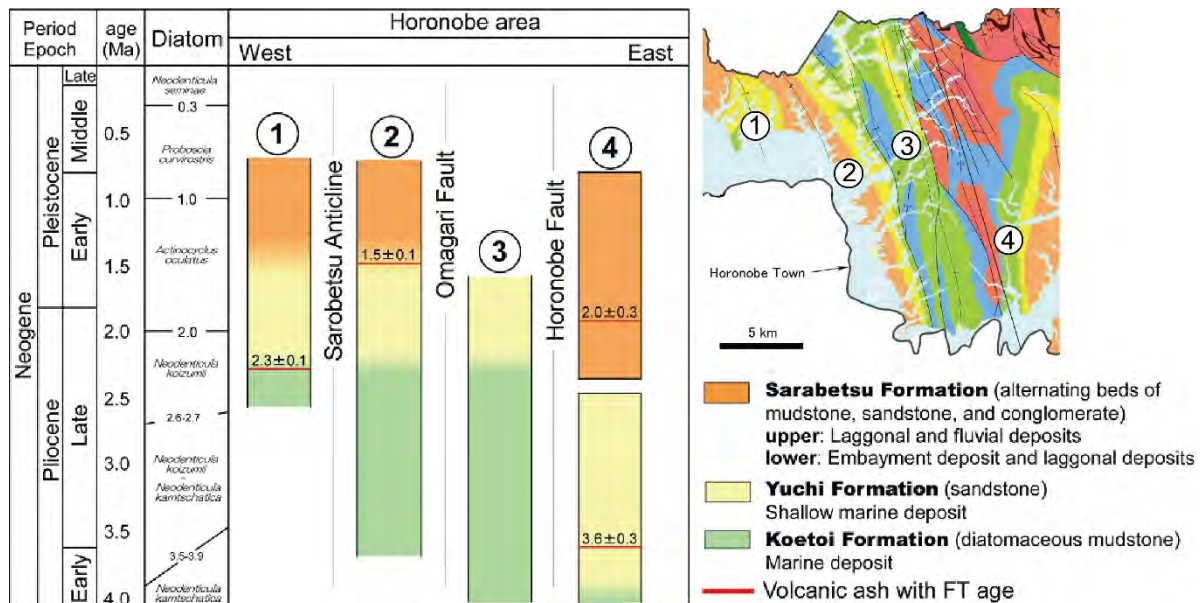 Period
Epoch
age
(Ma)
Diatom
Horonobe area
West
East
Neogene
Pleistocene
Pliocene
Late
Middle
Early
Late
Early
0.5
1.0
1.5
2.0
2.5
3.0
3.5
4.0
Neodenticula
seminae
0.3
Proboscia
curvirostris
1.0
Actinocyclus
oculatus
2.0
Neodenticula
koizumii
2.6-2.7
Neodenticula
koizumii
-
Neodenticula
kamtschatica
3.5-3.9
Neodenticula
kamtschatica
1
2.3±0.1
Sarobetsu Anticline
2
1.5±0.1
Omagari Fault
3
Horonobe Fault
4
2.0±0.3
3.6±0.3
1
2
3
4
Horonobe Town
5 km
Sarabetsu Formation (alternating beds of
mudstone, sandstone, and conglomerate)
upper: Laggonal and fluvial deposits
lower: Embayment deposit and laggonal deposits
Yuchi Formation (sandstone)
Shallow marine deposit
Koetoi Formation (diatomaceous mudstone)
Marine deposit
Volcanic ash with FT age